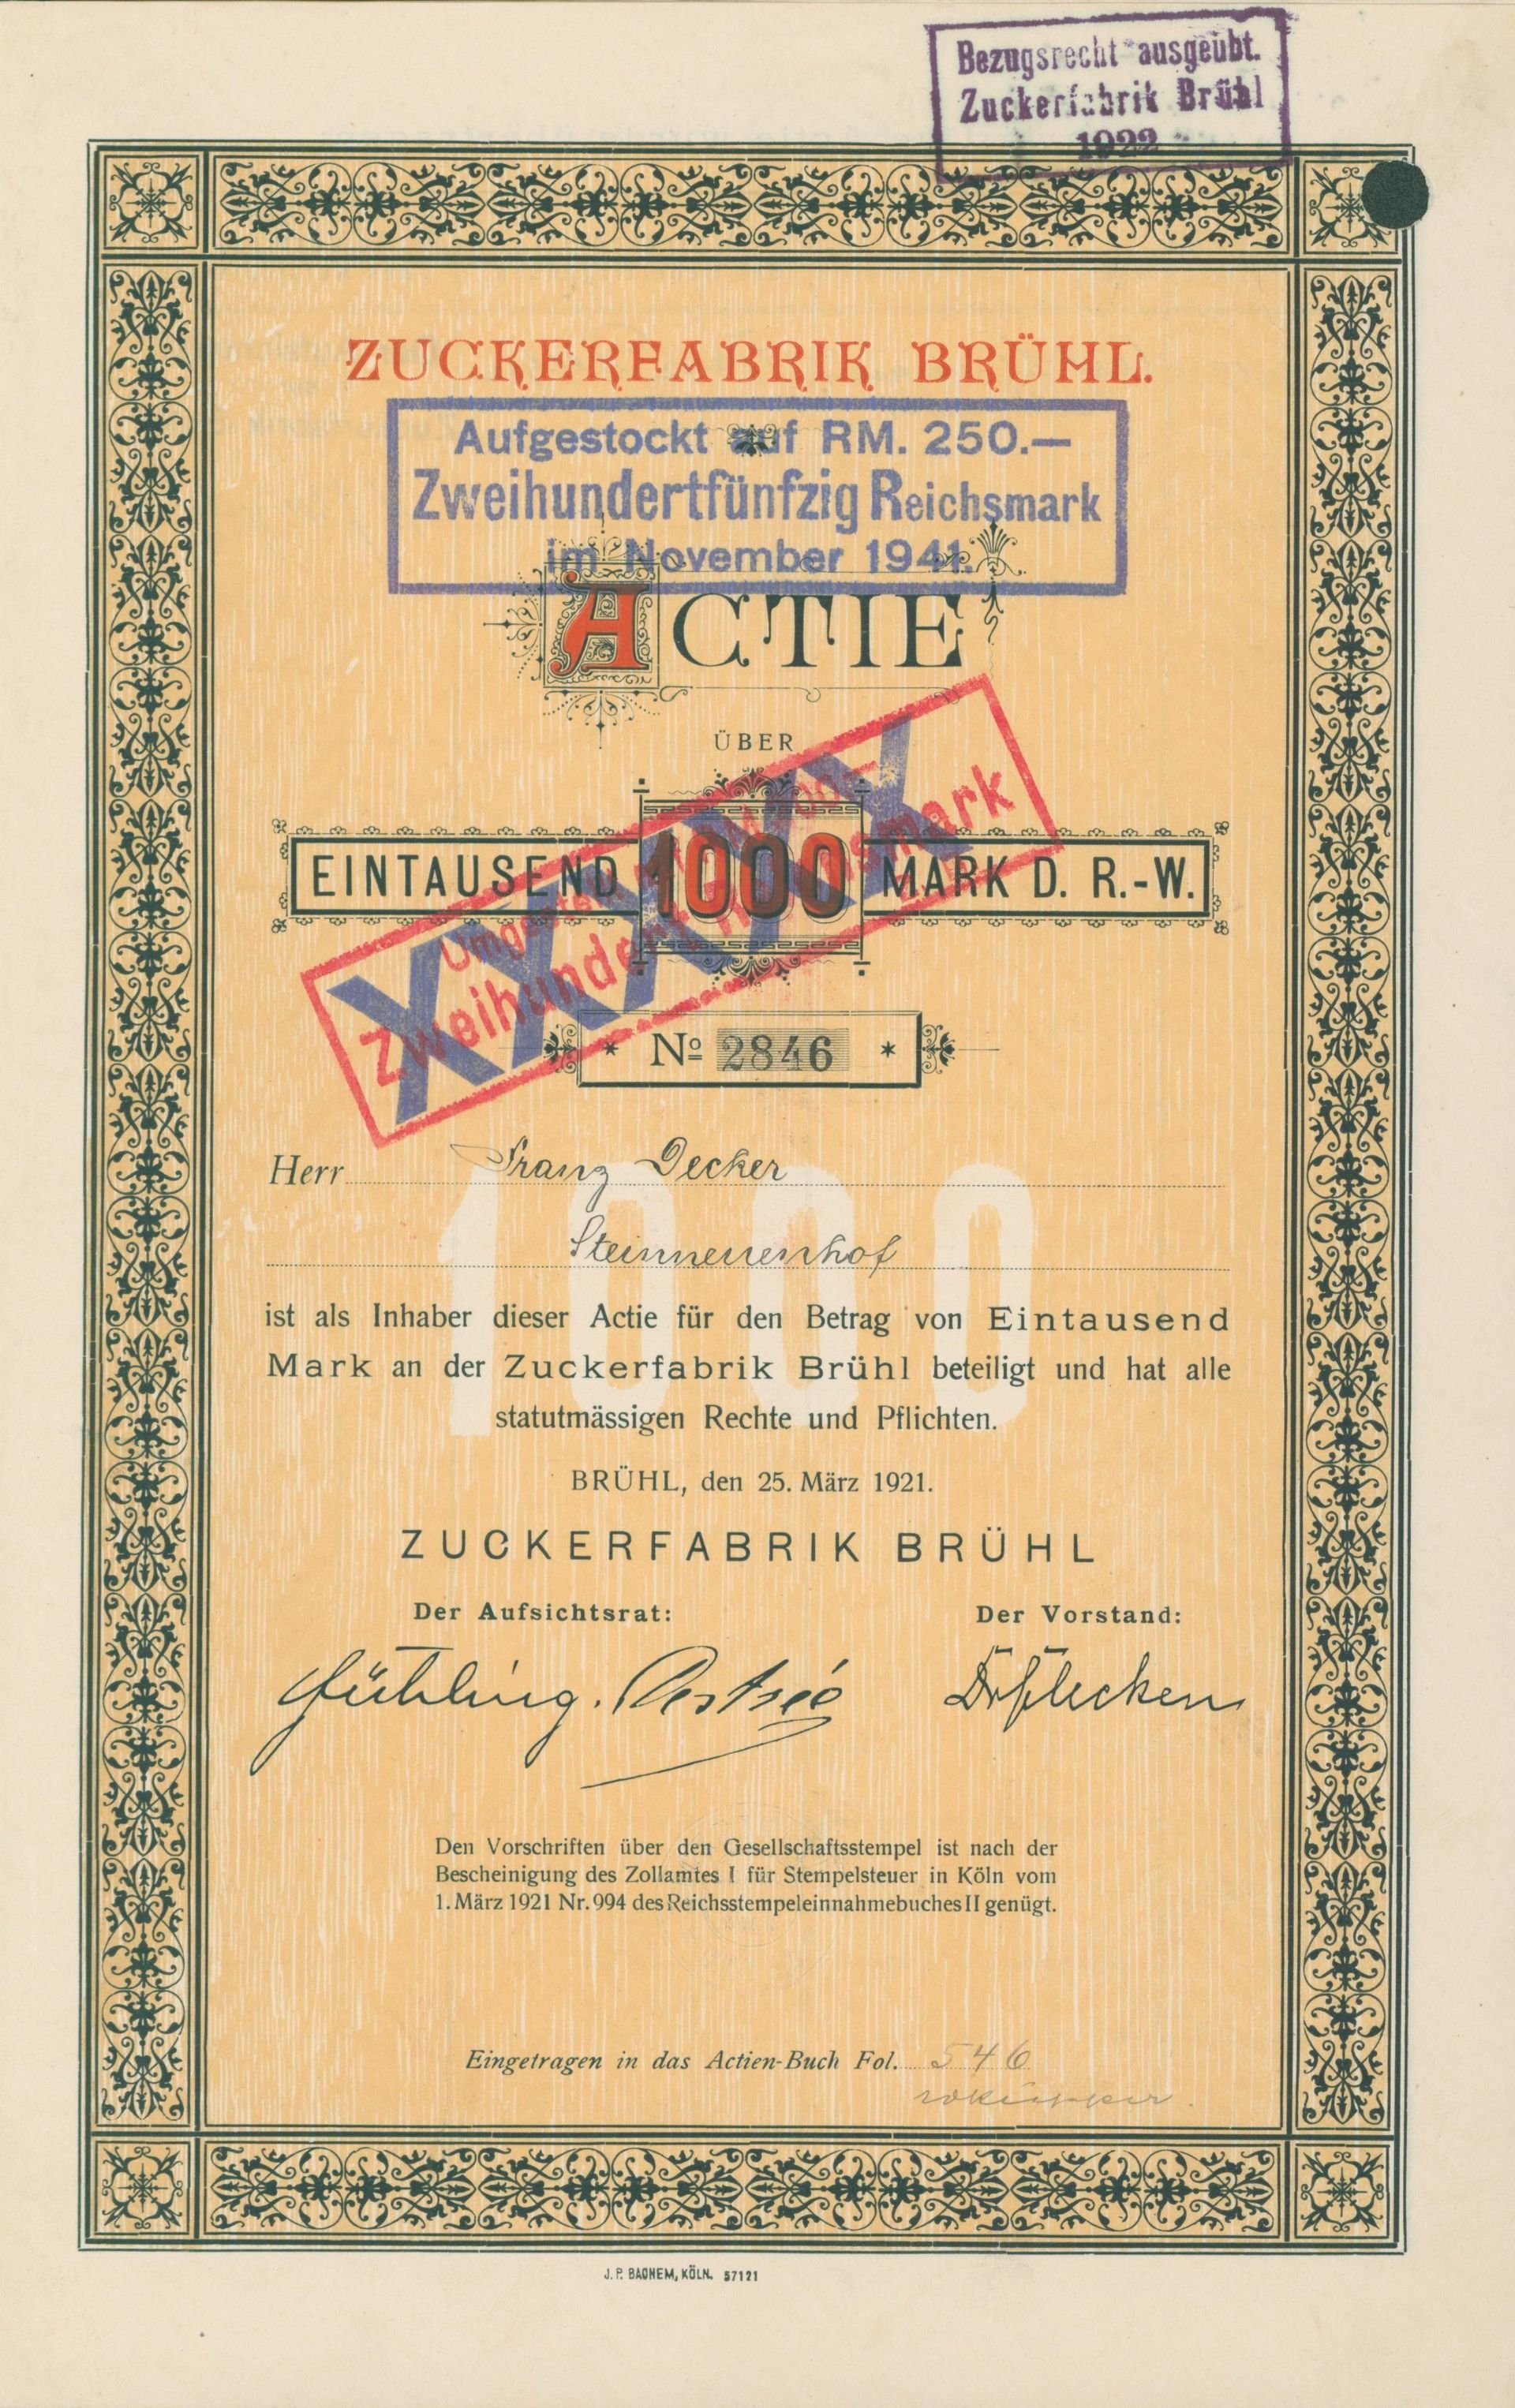 Bezugsrecht ausgeübt.
Zuckerfabrik Brühl
1922
ZUCKERFABRIK BRÜHL.
Aufgestockt auf RM. 250.—
Zweihundertfünfzig Reichsmark
im November 1941.
ACTIE
ÜBER
EINTAUSEND 1000 MARK D. R.-W.
Zweihundert Reichsmark
XXXXXX
* № 2846 *
Herr Franz Decker
Steinneuenhof
ist als Inhaber dieser Actie für den Betrag von Eintausend
Mark an der Zuckerfabrik Brühl beteiligt und hat alle
statutmässigen Rechte und Pflichten.
1000
BRÜHL, den 25. März 1921.
ZUCKERFABRIK BRÜHL
Der Aufsichtsrat: Der Vorstand:
Den Vorschriften über den Gesellschaftsstempel ist nach der
Bescheinigung des Zollamtes I für Stempelsteuer in Köln vom
1. März 1921 Nr. 994 des Reichsstempeleinnahmebuches II genügt.
Eingetragen in das Actien-Buch Fol. 546
J. P. BACHEM, KÖLN. 57121